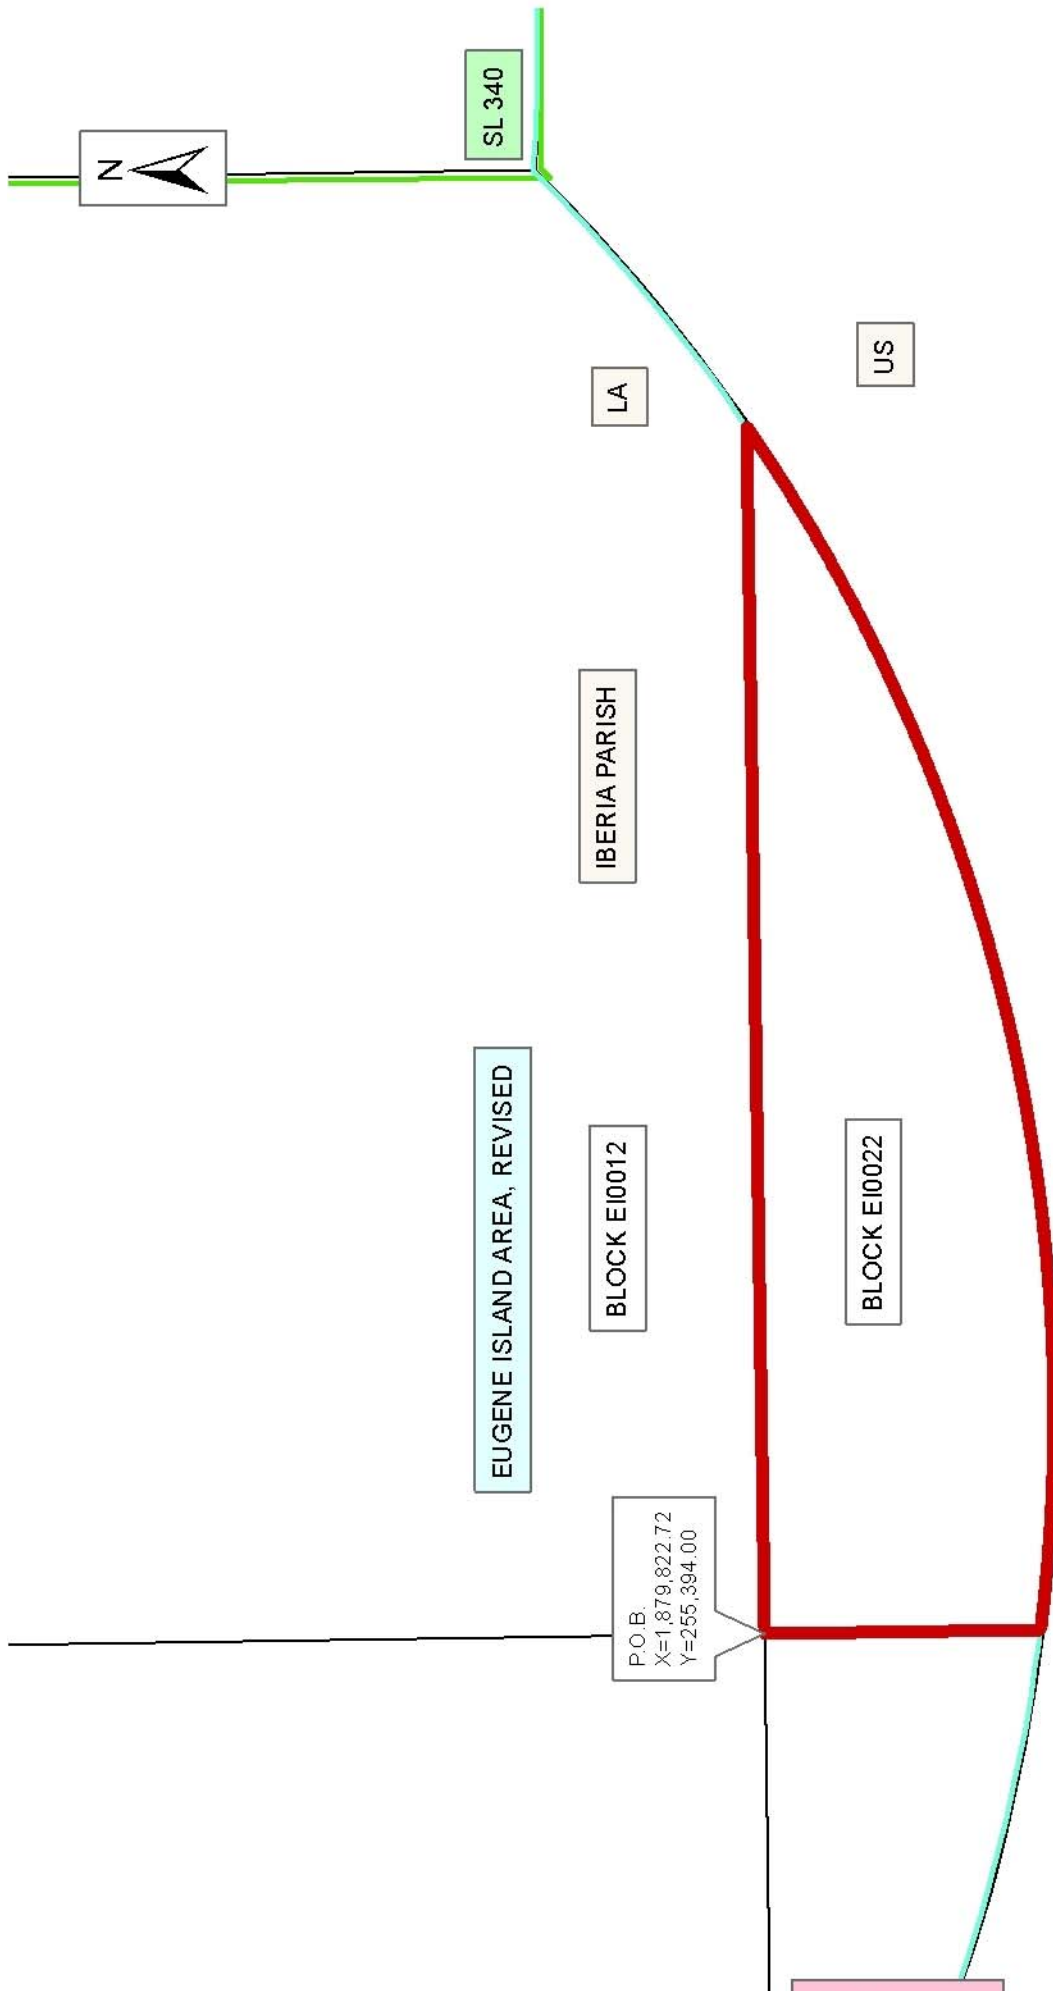 N
SL 340
LA
US
IBERIA PARISH
EUGENE ISLAND AREA, REVISED
BLOCK EI0012
BLOCK EI0022
P.O.B.
X=1,879,822.72
Y=255,394.00